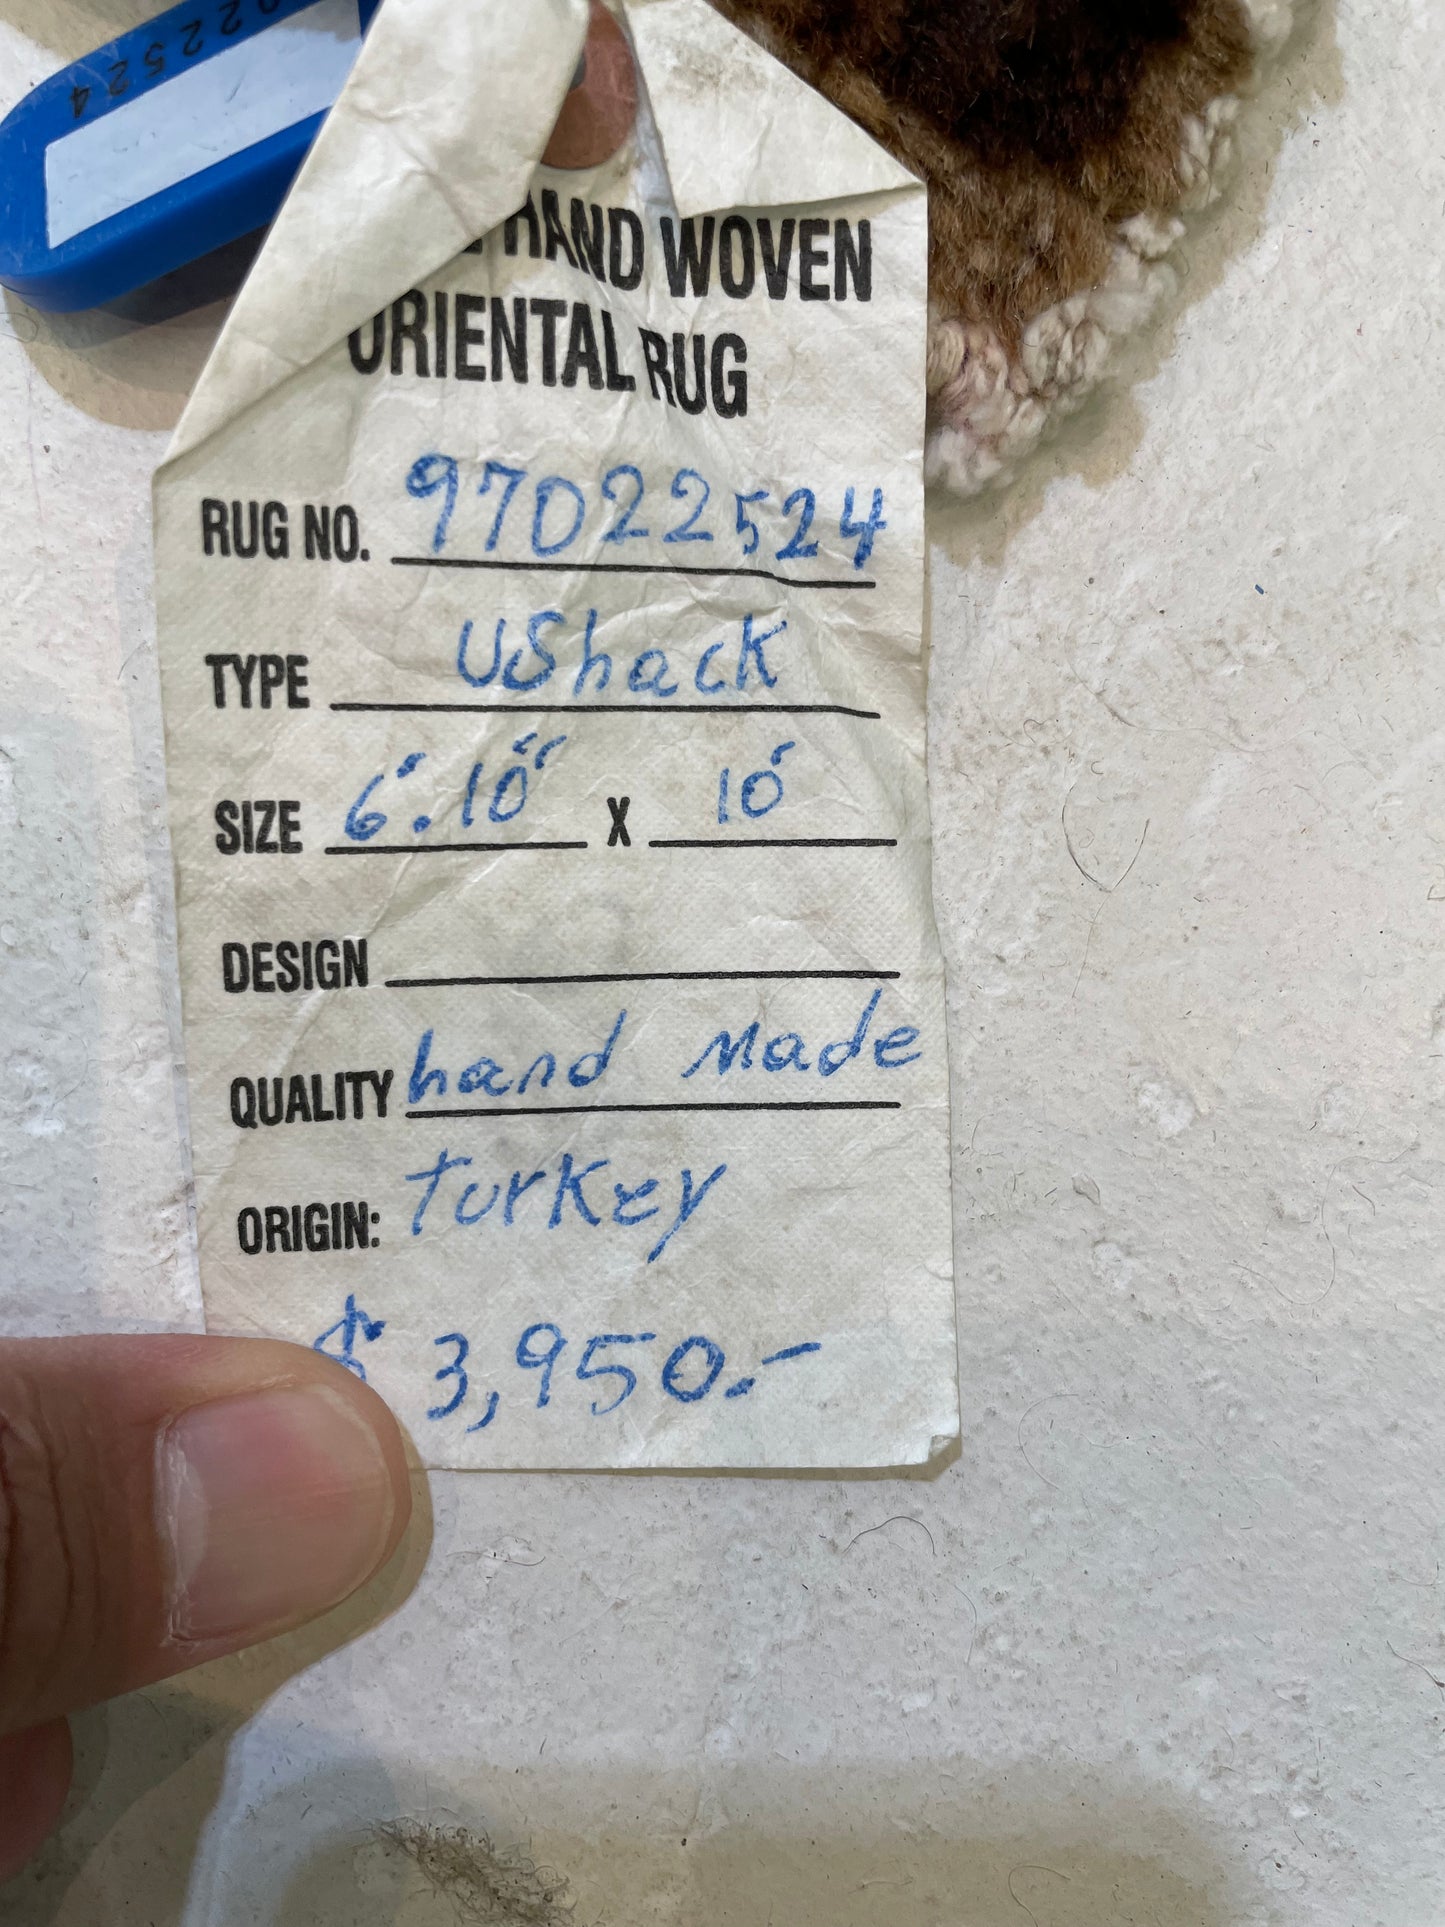 022524
HAND WOVEN
ORIENTAL RUG
RUG NO. 97022524
TYPE UShack
SIZE 6'.10" X 10'
DESIGN
QUALITY hand Made
ORIGIN: Turkey
$ 3,950.-